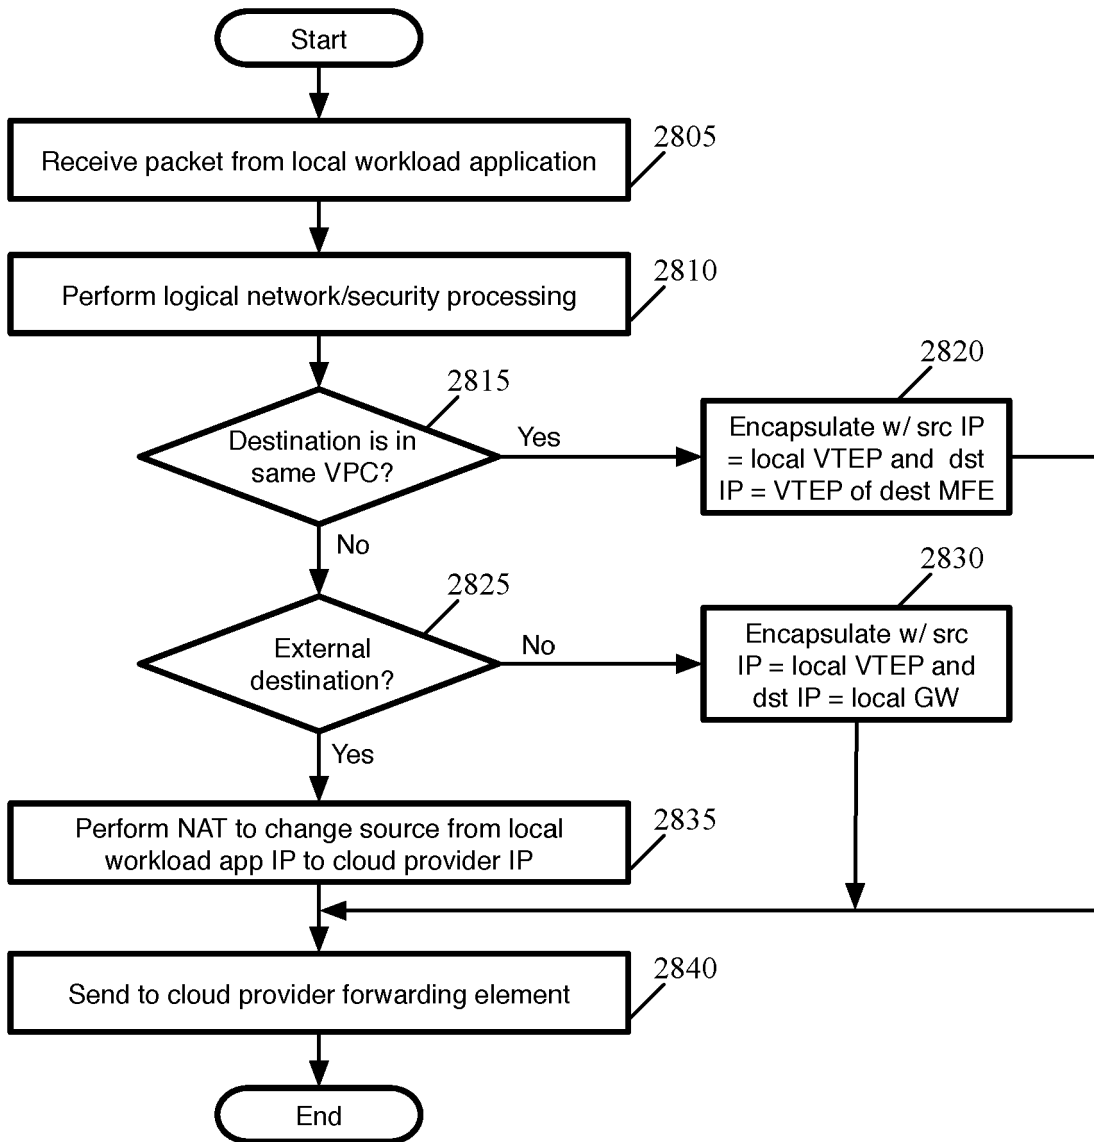 Start
2805
Receive packet from local workload application
2810
Perform logical network/security processing
2815
Destination is in
same VPC?
Yes
2820
Encapsulate w/ src IP
= local VTEP and dst
IP = VTEP of dest MFE
No
2825
External
destination?
No
2830
Encapsulate w/ src
IP = local VTEP and
dst IP = local GW
Yes
2835
Perform NAT to change source from local
workload app IP to cloud provider IP
2840
Send to cloud provider forwarding element
End